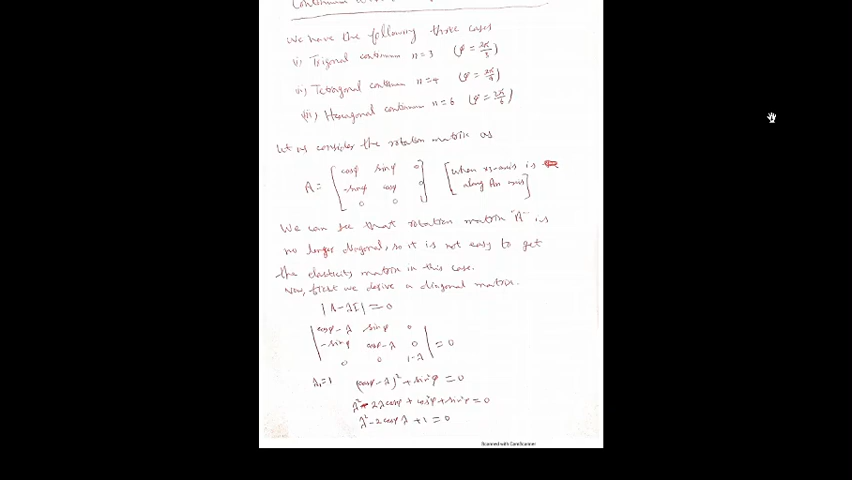 We have the following three cases
(i) Trigonal continuum n=3 (φ = 2π/3)
(ii) Tetragonal continuum n=4 (φ = 2π/4)
(iii) Hexagonal continuum n=6 (φ = 2π/6)
Let us consider the rotation matrix as
A = [cosφ sinφ 0
-sinφ cosφ 0
0 0 1] [when x3-axis is along An axis]
We can see that rotation matrix "A" is
no longer diagonal, so it is not easy to get
the elasticity matrix in this case.
Now, first we derive a diagonal matrix.
|A-λI| = 0
|cosφ-λ sinφ 0
-sinφ cosφ-λ 0
0 0 1-λ| = 0
λ₁=1 (cosφ-λ)² + sin²φ = 0
λ² - 2λcosφ + cos²φ + sin²φ = 0
λ² - 2cosφ λ + 1 = 0
Scanned with CamScanner